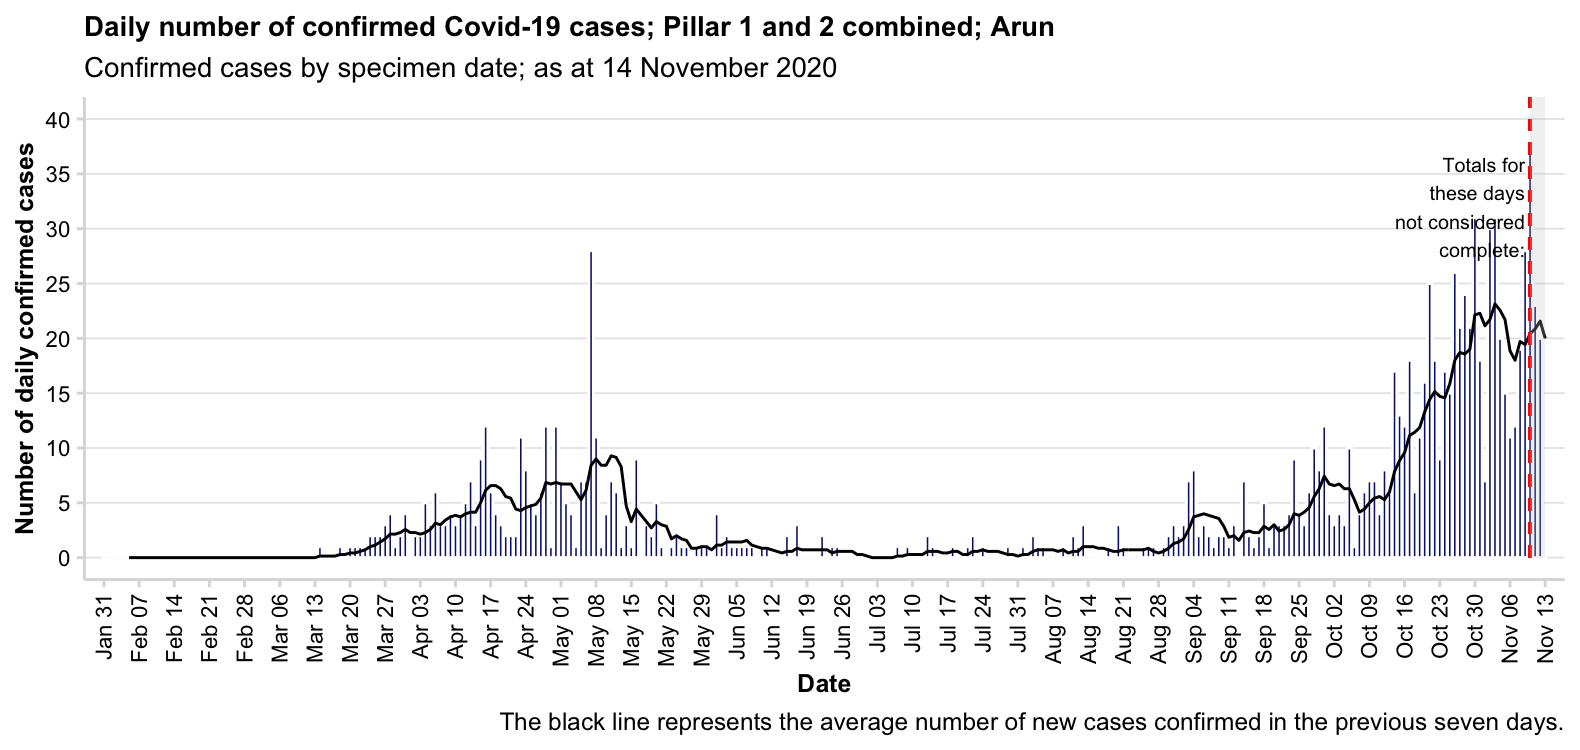 Daily number of confirmed Covid-19 cases; Pillar 1 and 2 combined; Arun
Confirmed cases by specimen date; as at 14 November 2020
Number of daily confirmed cases
40
35
30
25
20
15
10
5
0
Totals for
these days
not considered
complete:
Jan 31
Feb 07
Feb 14
Feb 21
Feb 28
Mar 06
Mar 13
Mar 20
Mar 27
Apr 03
Apr 10
Apr 17
Apr 24
May 01
May 08
May 15
May 22
May 29
Jun 05
Jun 12
Jun 19
Jun 26
Jul 03
Jul 10
Jul 17
Jul 24
Jul 31
Aug 07
Aug 14
Aug 21
Aug 28
Sep 04
Sep 11
Sep 18
Sep 25
Oct 02
Oct 09
Oct 16
Oct 23
Oct 30
Nov 06
Nov 13
Date
The black line represents the average number of new cases confirmed in the previous seven days.